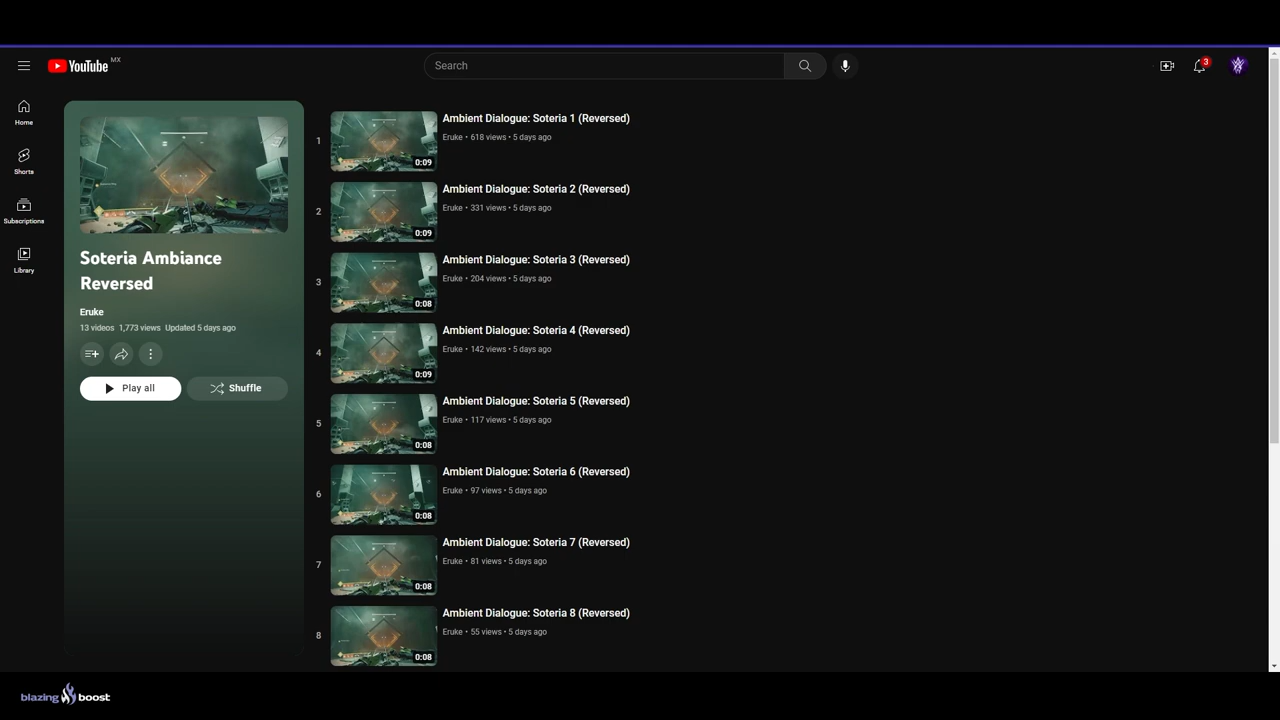 YouTube MX
Search
3
Home
Shorts
Subscriptions
Library
Soteria Ambiance
Reversed
Eruke
13 videos 1,773 views Updated 5 days ago
Play all
Shuffle
1
0:09
Ambient Dialogue: Soteria 1 (Reversed)
Eruke • 618 views • 5 days ago
2
0:09
Ambient Dialogue: Soteria 2 (Reversed)
Eruke • 331 views • 5 days ago
3
0:08
Ambient Dialogue: Soteria 3 (Reversed)
Eruke • 204 views • 5 days ago
4
0:09
Ambient Dialogue: Soteria 4 (Reversed)
Eruke • 142 views • 5 days ago
5
0:08
Ambient Dialogue: Soteria 5 (Reversed)
Eruke • 117 views • 5 days ago
6
0:08
Ambient Dialogue: Soteria 6 (Reversed)
Eruke • 97 views • 5 days ago
7
0:08
Ambient Dialogue: Soteria 7 (Reversed)
Eruke • 81 views • 5 days ago
8
0:08
Ambient Dialogue: Soteria 8 (Reversed)
Eruke • 55 views • 5 days ago
blazing boost